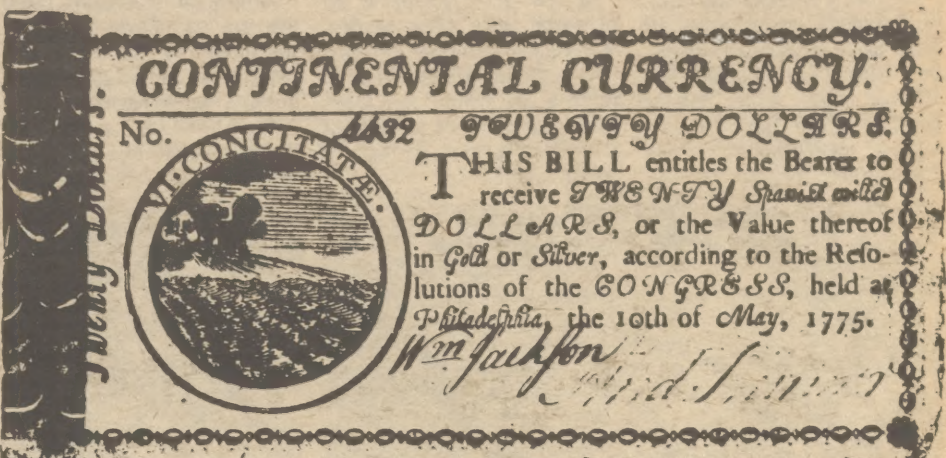 CONTINENTAL CURRENCY.
No. 4432 TWENTY DOLLARS.
VI·CONCITATÆ.
THIS BILL entitles the Bearer to
receive TWENTY Spanish milled
DOLLARS, or the Value thereof
in Gold or Silver, according to the Reſo-
lutions of the CONGRESS, held at
Philadelphia, the 10th of May, 1775.
Wm Jackſon
Twenty Dollars.